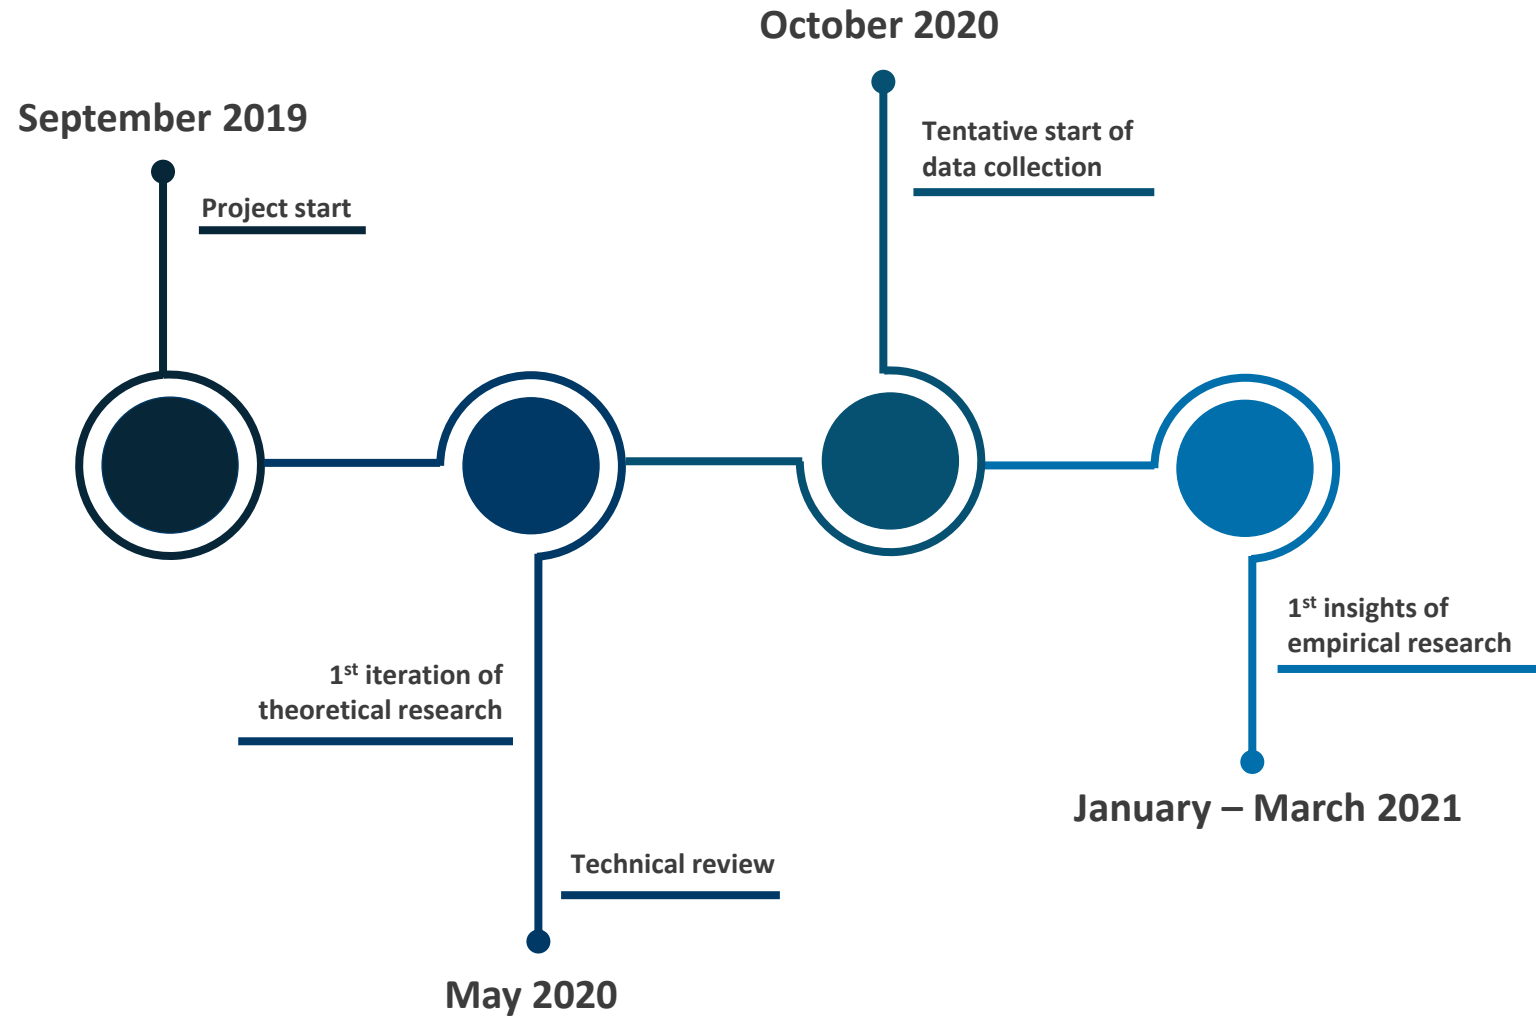 September 2019
Project start
1st iteration of
theoretical research
Technical review
May 2020
October 2020
Tentative start of
data collection
1st insights of
empirical research
January – March 2021